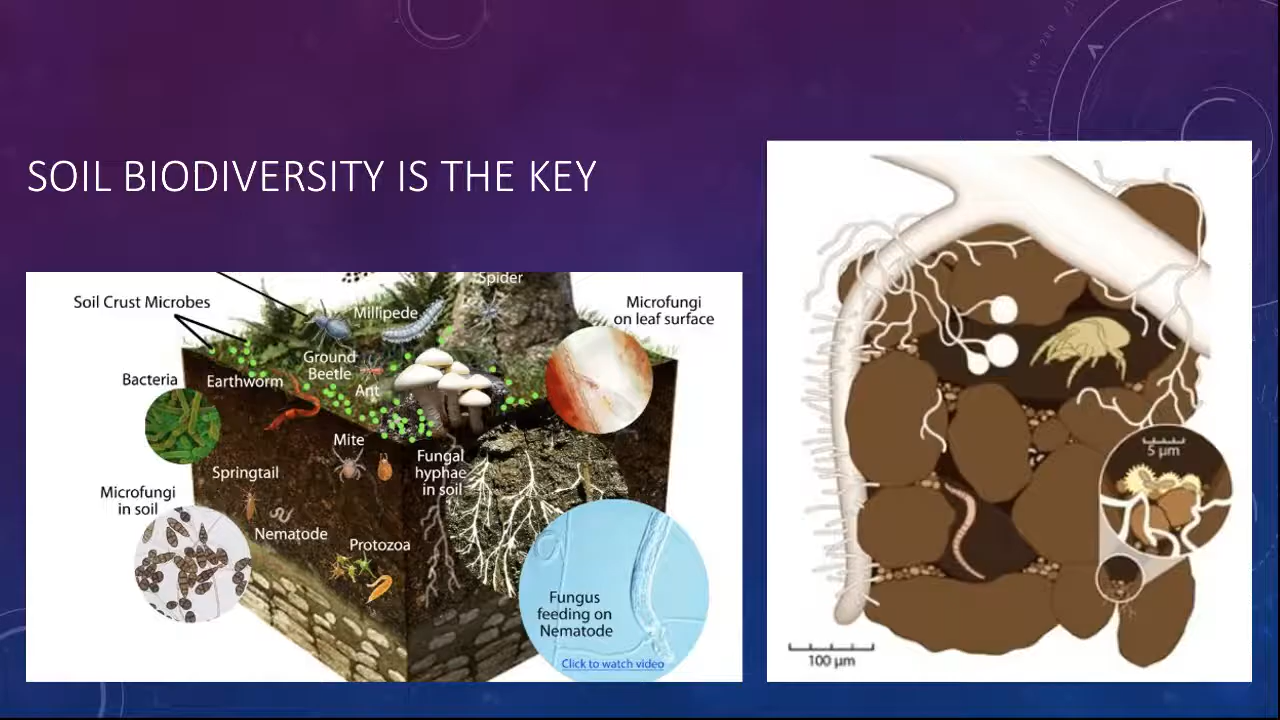 SOIL BIODIVERSITY IS THE KEY
Spider
Soil Crust Microbes
Millipede
Microfungi
on leaf surface
Ground
Beetle
Bacteria
Earthworm
Ant
Mite
Fungal
hyphae
in soil
Springtail
Microfungi
in soil
Nematode
Protozoa
Fungus
feeding on
Nematode
Click to watch video
5 µm
100 µm